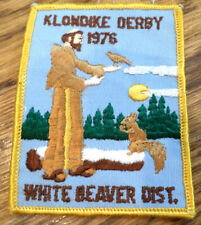 KLONDIKE DERBY
1976
WHITE BEAVER DIST.